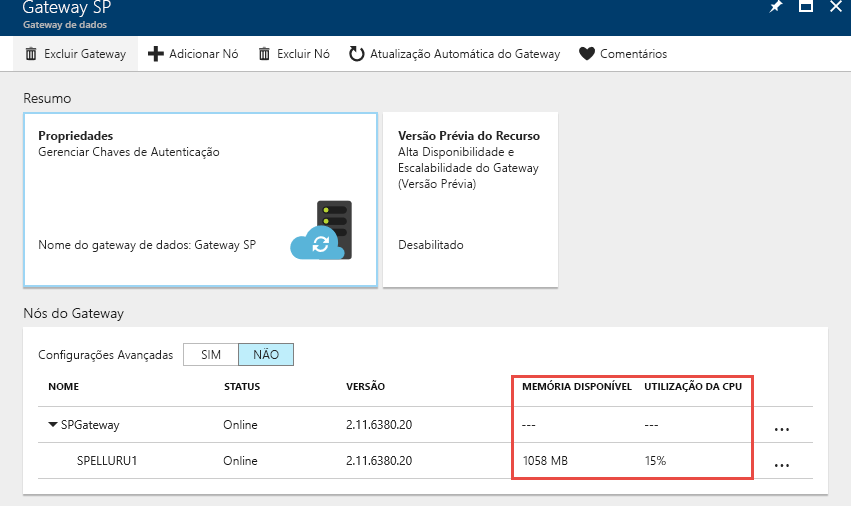 Gateway SP
Gateway de dados
Excluir Gateway
Adicionar Nó
Excluir Nó
Atualização Automática do Gateway
Comentários
Resumo
Propriedades
Gerenciar Chaves de Autenticação
Nome do gateway de dados: Gateway SP
Versão Prévia do Recurso
Alta Disponibilidade e
Escalabilidade do Gateway
(Versão Prévia)
Desabilitado
Nós do Gateway
Configurações Avançadas SIM NÃO
NOME STATUS VERSÃO MEMÓRIA DISPONÍVEL UTILIZAÇÃO DA CPU
SPGateway Online 2.11.6380.20 --- --- ...
SPELLURU1 Online 2.11.6380.20 1058 MB 15% ...